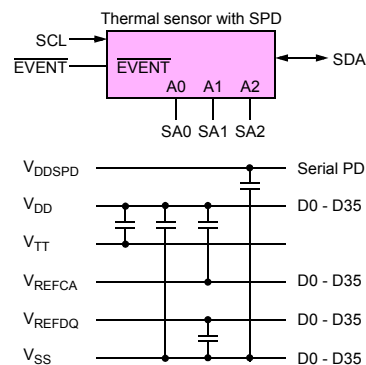 Thermal sensor with SPD
SCL
EVENT
EVENT
SDA
A0 A1 A2
SA0 SA1 SA2
VDDSPD Serial PD
VDD D0 - D35
VTT
VREFCA D0 - D35
VREFDQ D0 - D35
VSS D0 - D35